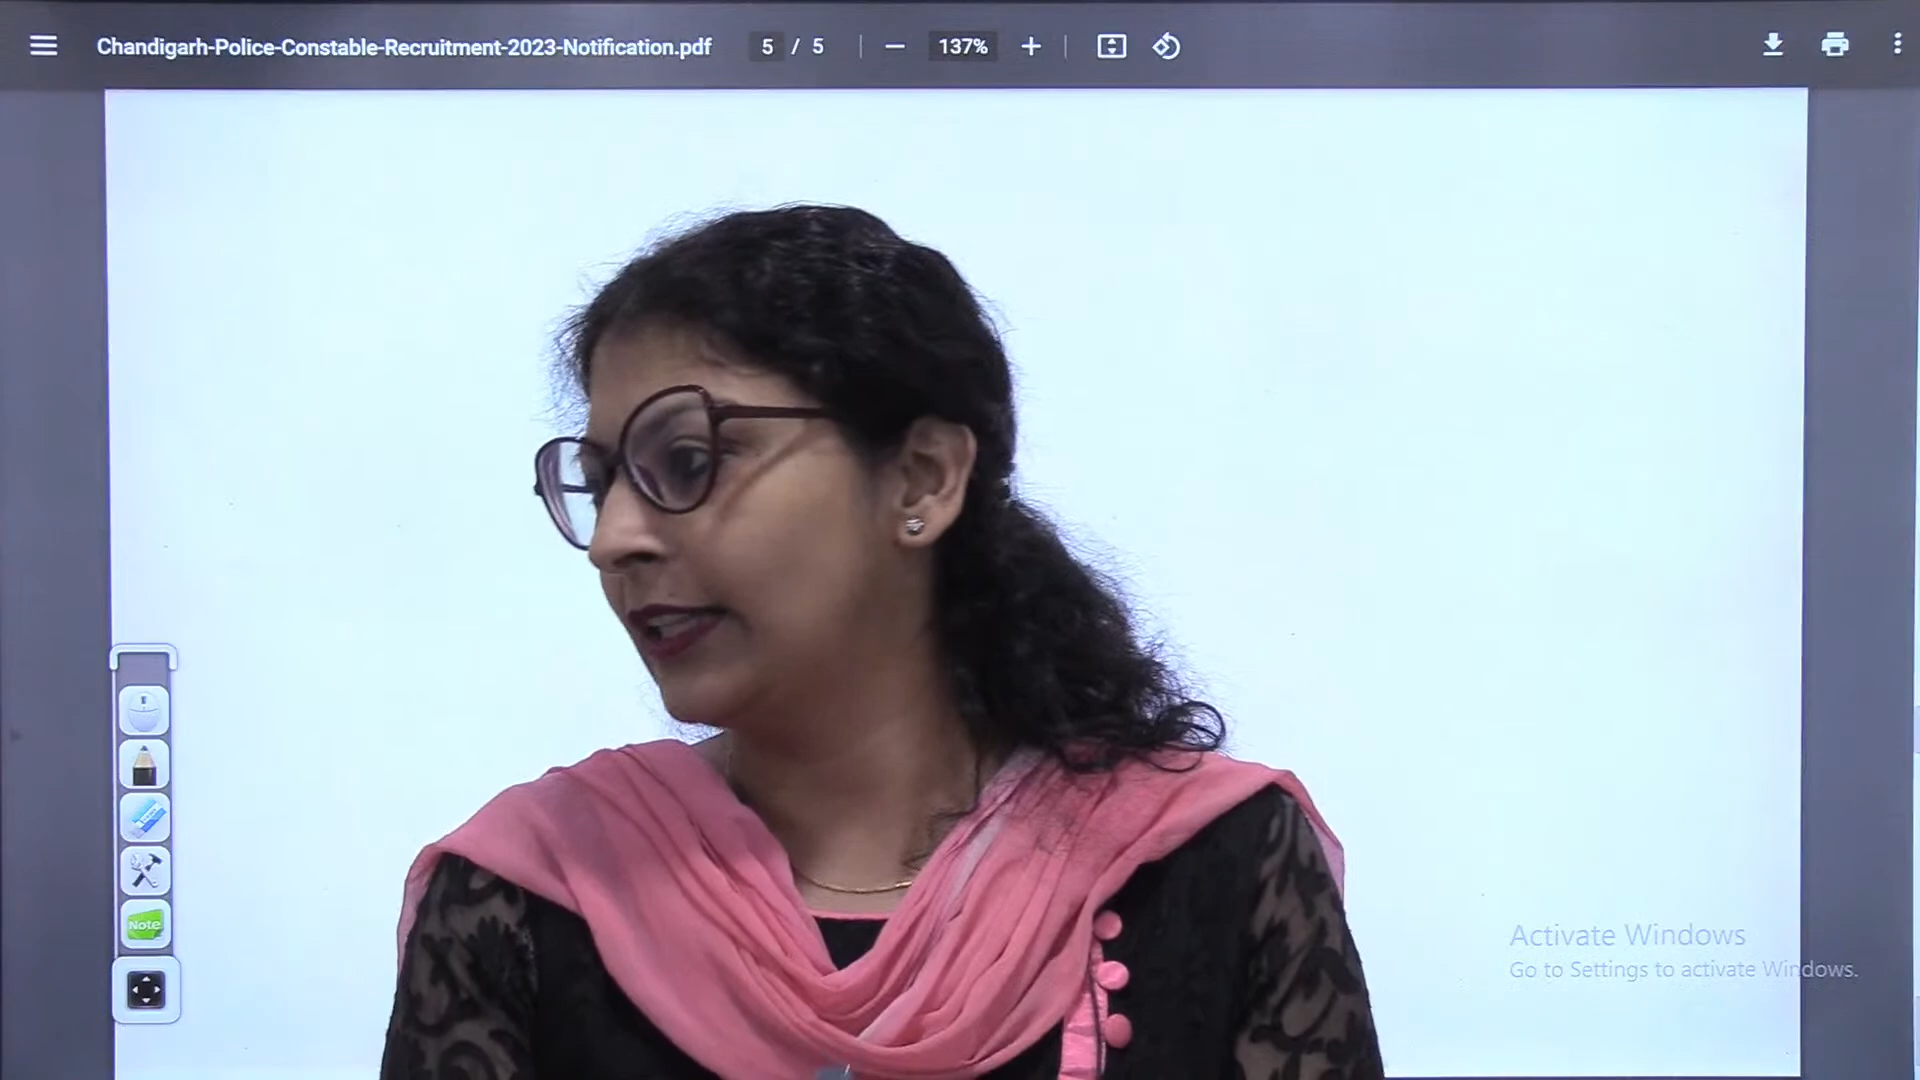 Chandigarh-Police-Constable-Recruitment-2023-Notification.pdf 5 / 5 137%
Note
Activate Windows
Go to Settings to activate Windows.